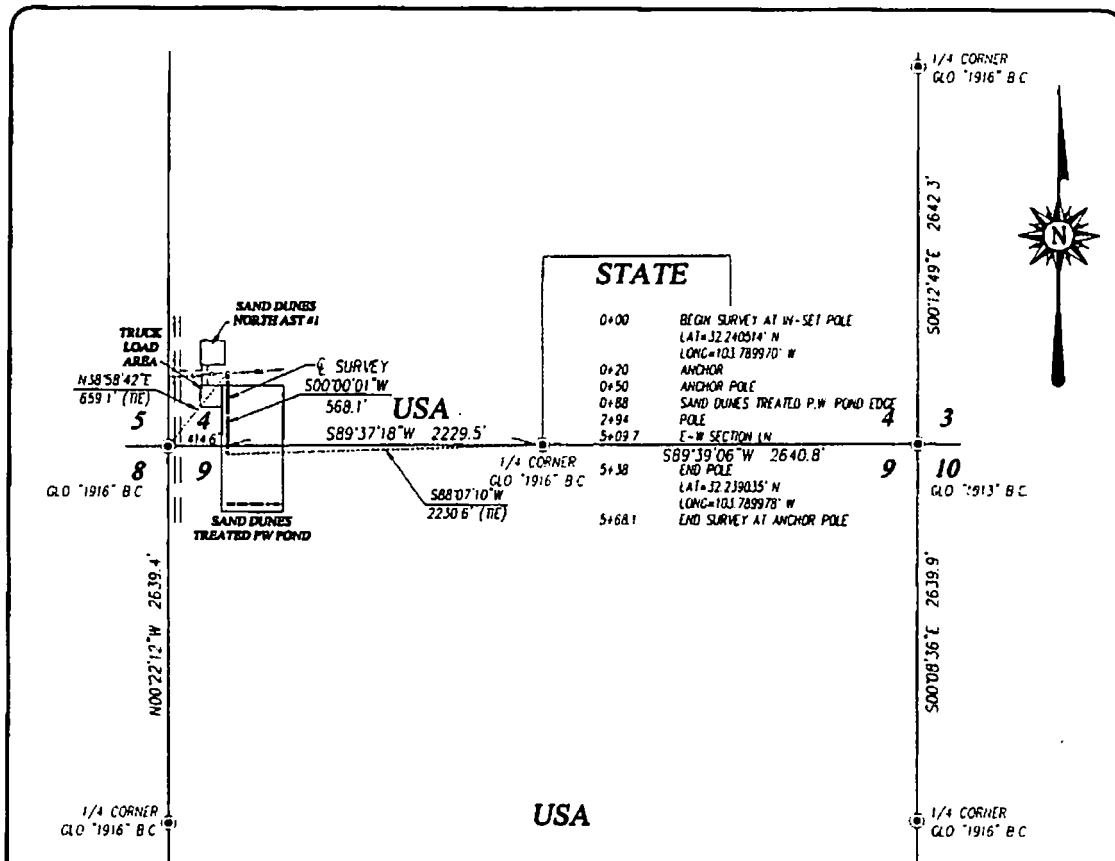 1/4 CORNER
GLO "1916" B.C
S00°12'49"E 2642.3'
N
STATE
0+00 BEGIN SURVEY AT IN-SET POLE
LAT=32.240514° N
LONG=103.789970° W
0+20 ANCHOR
0+50 ANCHOR POLE
0+88 SAND DUNES TREATED P.W POND EDGE
2+94 POLE
5+09.7 E-W SECTION LN
5+38 END POLE
LAT=32.239035° N
LONG=103.789978° W
5+68.1 END SURVEY AT ANCHOR POLE
SAND DUNES
NORTH AST #1
TRUCK
LOAD
AREA
N38°58'42"E
659.1' (TIE)
℄ SURVEY
S00°00'01"W
568.1'
USA
5
4
414.6'
S89°37'18"W 2229.5'
4
3
8
9
1/4 CORNER
GLO "1916" B.C
S89°39'06"W 2640.8'
9
10
GLO "1916" B.C
GLO "1913" B.C.
S88°07'10"W
2230.6' (TIE)
SAND DUNES
TREATED PW POND
N00°22'12"W 2639.4'
S00°08'36"E 2639.9'
1/4 CORNER
GLO "1916" B.C
USA
1/4 CORNER
GLO "1916" B.C